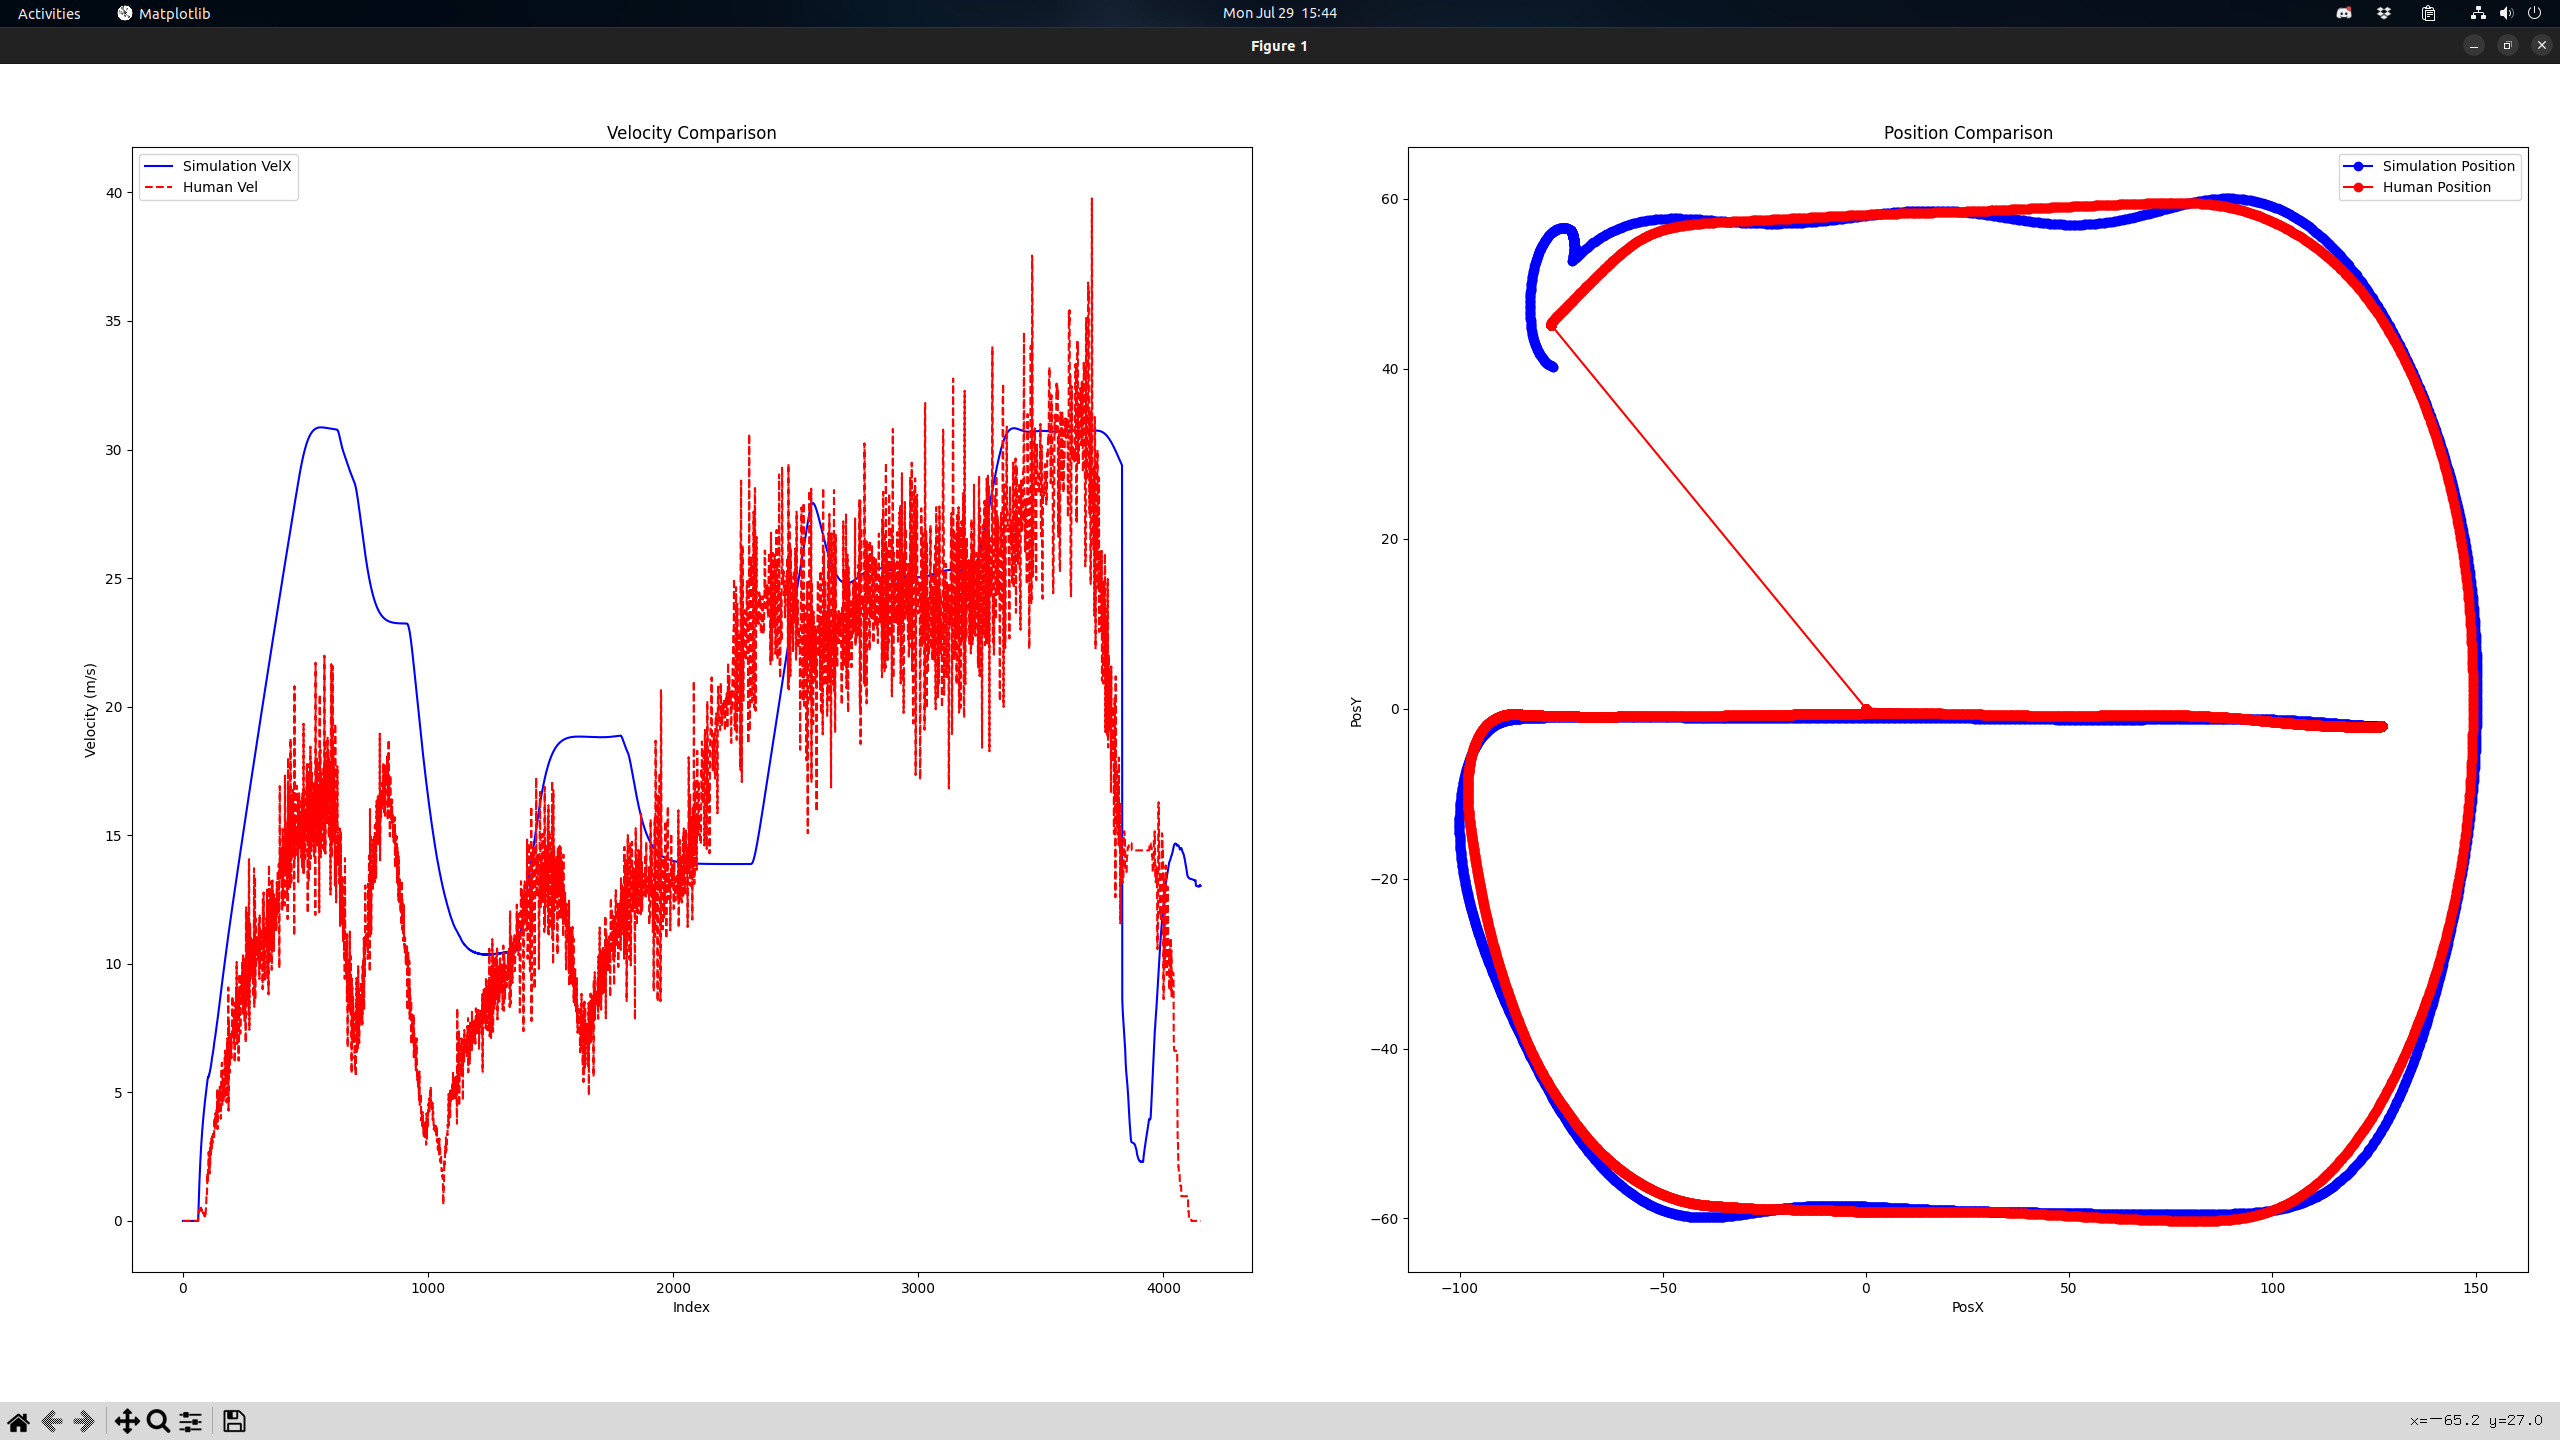 Activities
Matplotlib
Mon Jul 29 15:44
Figure 1
Velocity Comparison
Simulation VelX
Human Vel
40
35
30
25
20
15
10
5
0
Velocity (m/s)
0
1000
2000
3000
4000
Index
Position Comparison
Simulation Position
Human Position
60
40
20
0
−20
−40
−60
PosY
−100
−50
0
50
100
150
PosX
x=−65.2 y=27.0